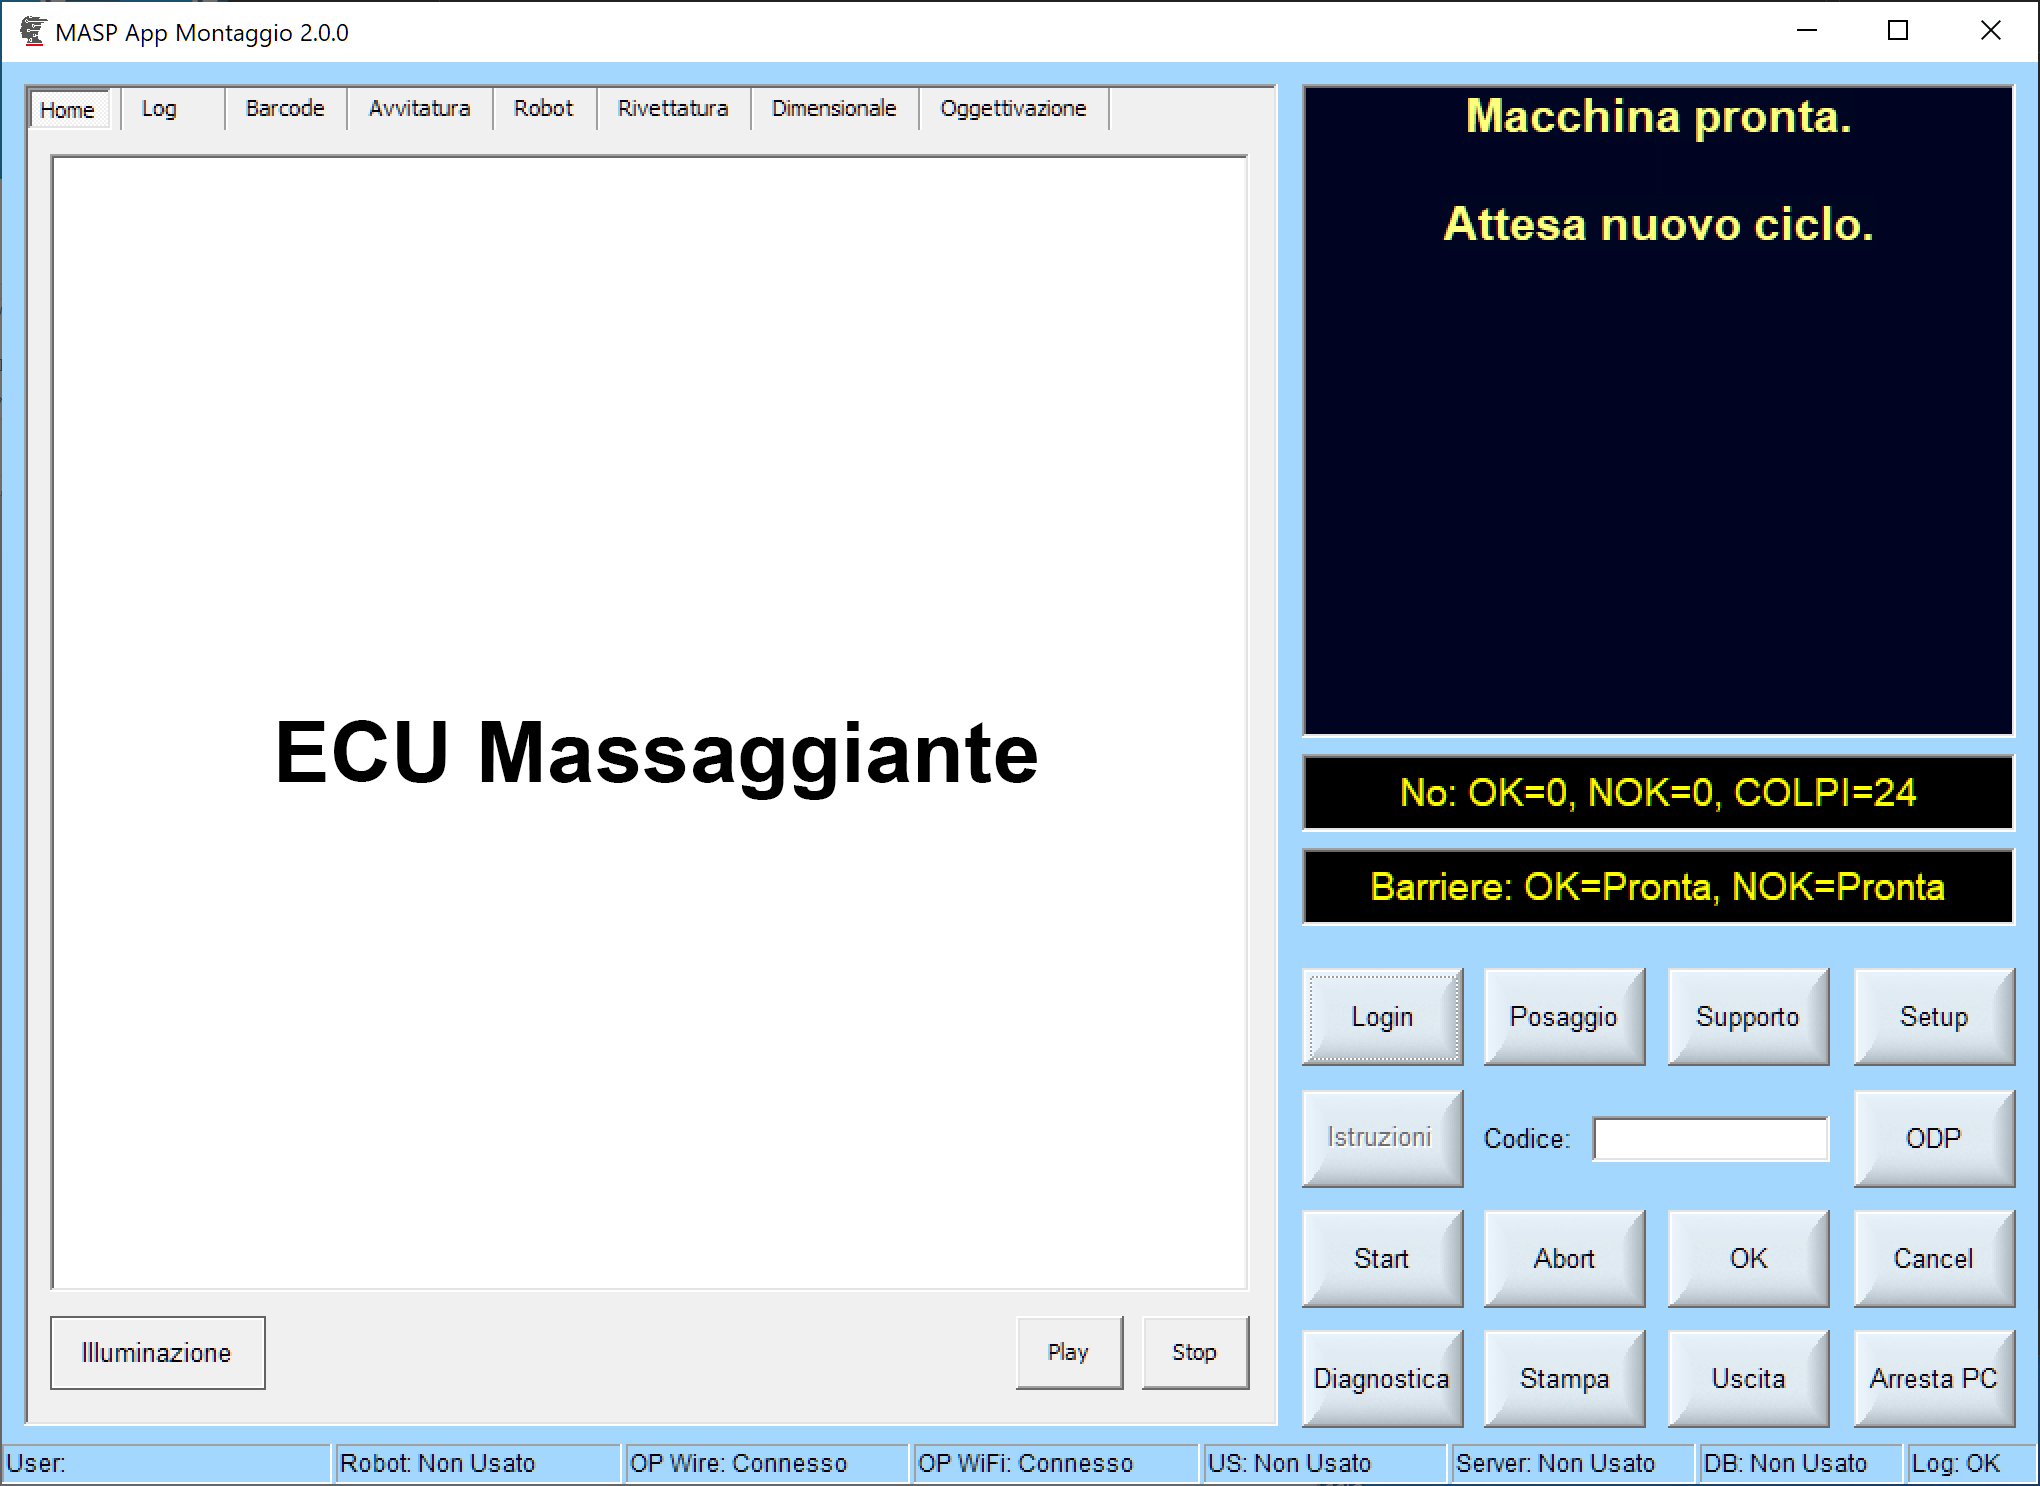 MASP App Montaggio 2.0.0
Home Log Barcode Avvitatura Robot Rivettatura Dimensionale Oggettivazione
ECU Massaggiante
Illuminazione Play Stop
Macchina pronta.
Attesa nuovo ciclo.
No: OK=0, NOK=0, COLPI=24
Barriere: OK=Pronta, NOK=Pronta
Login Posaggio Supporto Setup
Istruzioni Codice: ODP
Start Abort OK Cancel
Diagnostica Stampa Uscita Arresta PC
User: Robot: Non Usato OP Wire: Connesso OP WiFi: Connesso US: Non Usato Server: Non Usato DB: Non Usato Log: OK